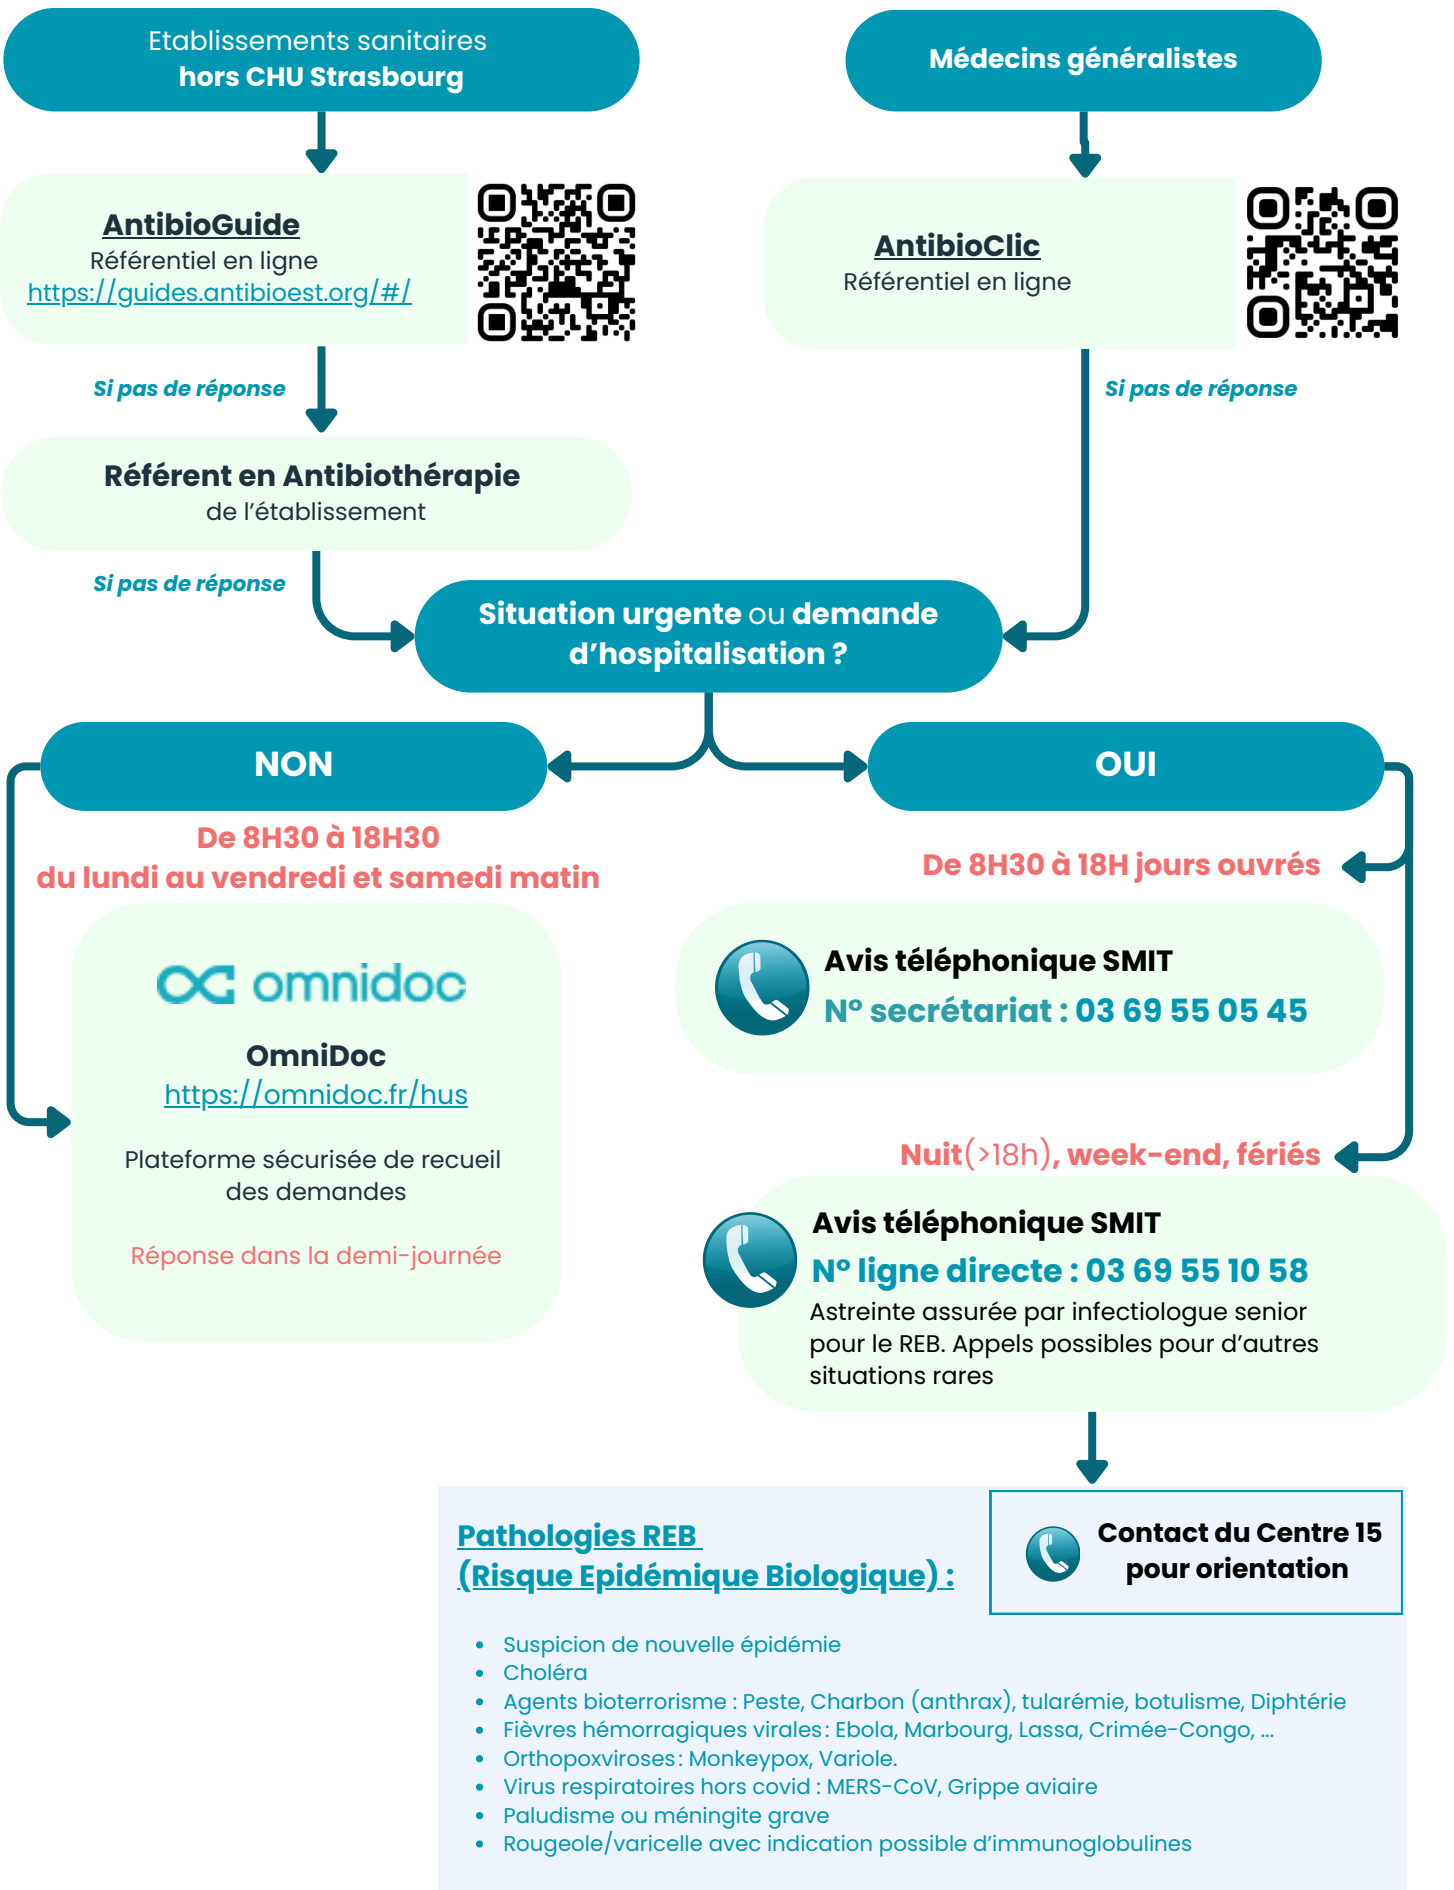 Etablissements sanitaires
hors CHU Strasbourg
Médecins généralistes
AntibioGuide
Référentiel en ligne
https://guides.antibioest.org/#/
AntibioClic
Référentiel en ligne
Si pas de réponse
Si pas de réponse
Référent en Antibiothérapie
de l'établissement
Si pas de réponse
Situation urgente ou demande
d'hospitalisation ?
NON
De 8H30 à 18H30
du lundi au vendredi et samedi matin
omnidoc
OmniDoc
https://omnidoc.fr/hus
Plateforme sécurisée de recueil
des demandes
Réponse dans la demi-journée
OUI
De 8H30 à 18H jours ouvrés
Avis téléphonique SMIT
N° secrétariat : 03 69 55 05 45
Nuit(>18h), week-end, fériés
Avis téléphonique SMIT
N° ligne directe : 03 69 55 10 58
Astreinte assurée par infectiologue senior
pour le REB. Appels possibles pour d'autres
situations rares
Contact du Centre 15
pour orientation
Pathologies REB
(Risque Epidémique Biologique) :
• Suspicion de nouvelle épidémie
• Choléra
• Agents bioterrorisme : Peste, Charbon (anthrax), tularémie, botulisme, Diphtérie
• Fièvres hémorragiques virales : Ebola, Marbourg, Lassa, Crimée-Congo, ...
• Orthopoxviroses : Monkeypox, Variole.
• Virus respiratoires hors covid : MERS-CoV, Grippe aviaire
• Paludisme ou méningite grave
• Rougeole/varicelle avec indication possible d'immunoglobulines